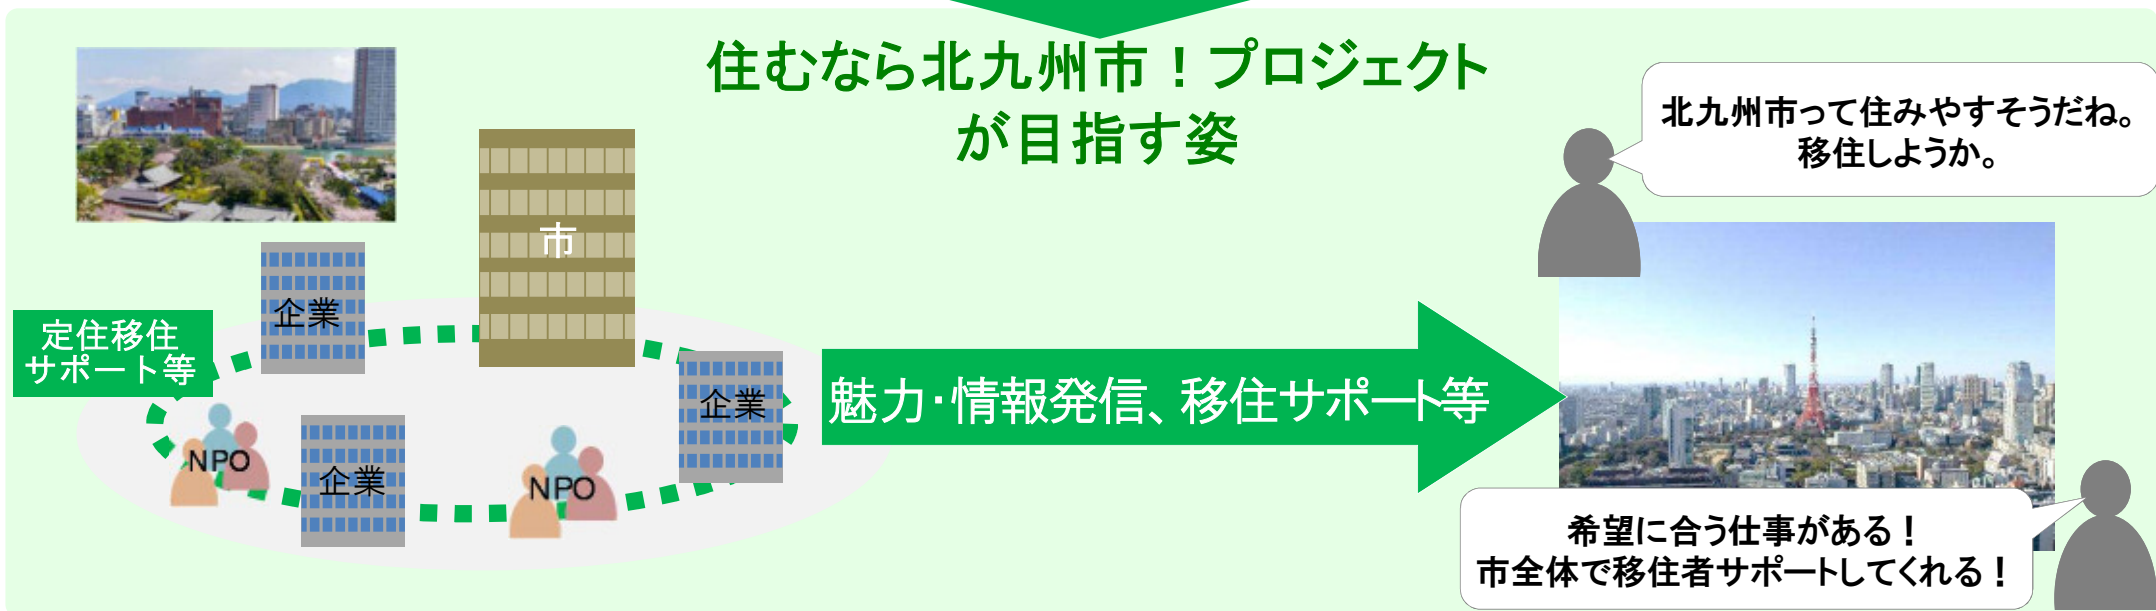 住むなら北九州市！プロジェクト
が目指す姿
北九州市って住みやすそうだね。
移住しようか。
市
企業
定住移住
サポート等
企業
魅力・情報発信、移住サポート等
NPO
企業
NPO
希望に合う仕事がある！
市全体で移住者サポートしてくれる！